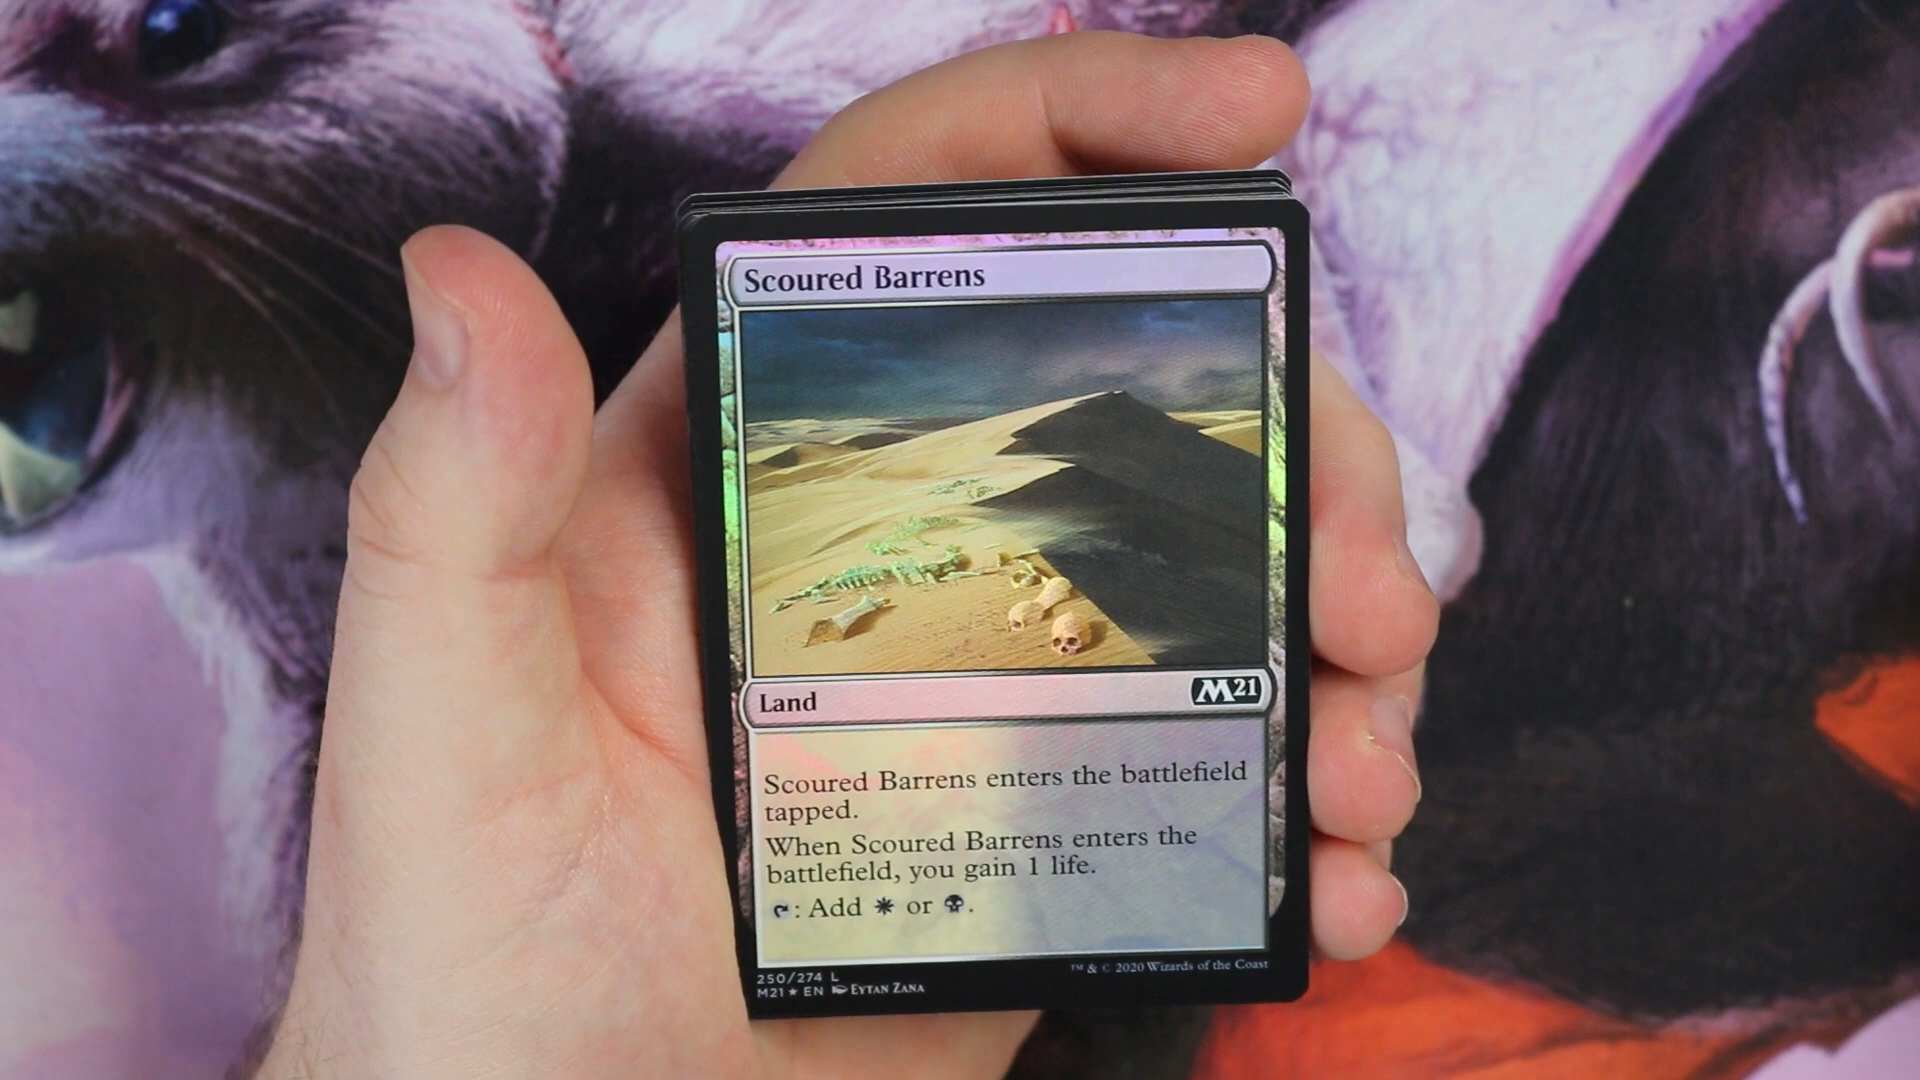 Scoured Barrens
Land
M21
Scoured Barrens enters the battlefield
tapped.
When Scoured Barrens enters the
battlefield, you gain 1 life.
: Add or .
250/274 L
M21 ★ EN EYTAN ZANA
™ & © 2020 Wizards of the Coast